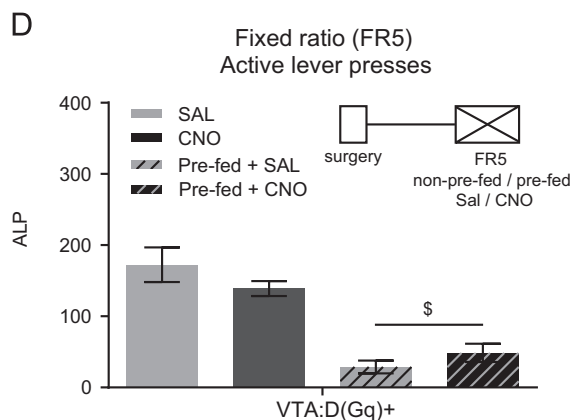 D
Fixed ratio (FR5)
Active lever presses
400
300
200
100
0
ALP
SAL
CNO
Pre-fed + SAL
Pre-fed + CNO
surgery
FR5
non-pre-fed / pre-fed
Sal / CNO
$
VTA:D(Gq)+